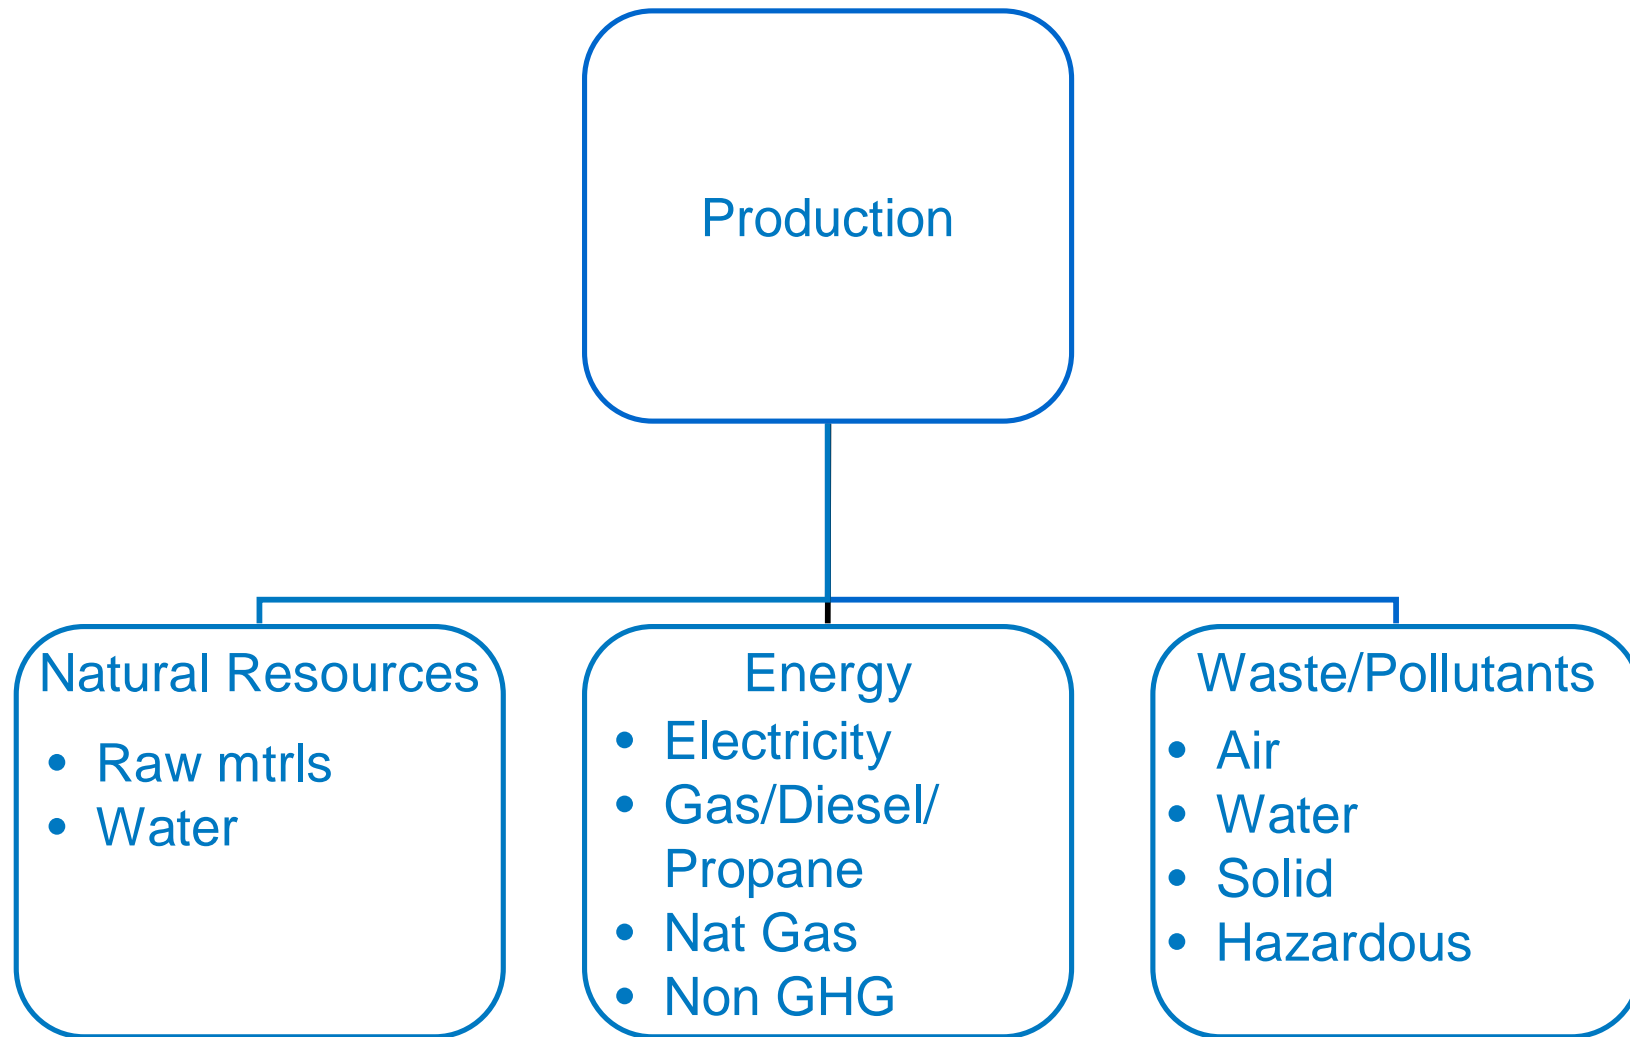 Production
Natural Resources
• Raw mtrls
• Water
Energy
• Electricity
• Gas/Diesel/
Propane
• Nat Gas
• Non GHG
Waste/Pollutants
• Air
• Water
• Solid
• Hazardous